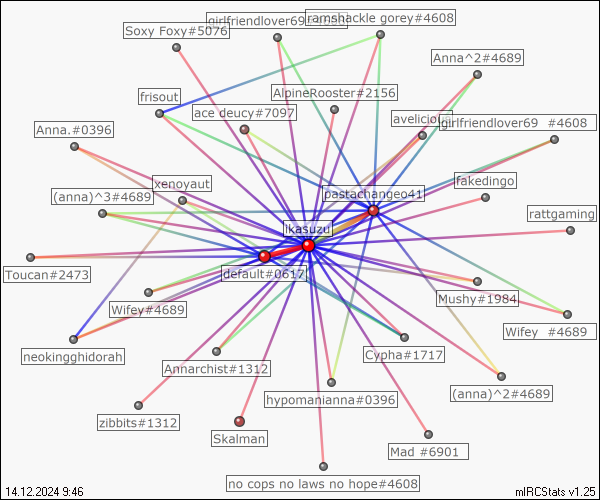 Soxy Foxy#5076
girlfriendlover69
ramshackle gorey#4608
Anna^2#4689
frisout
AlpineRooster#2156
ace deucy#7097
Anna.#0396
girlfriendlover69 #4608
xenoyaut
(anna)^3#4689
pastachangeo41
fakedingo
rattgaming
ikasuzu
Toucan#2473
default#0617
Mushy#1984
Wifey#4689
Wifey #4689
neokingghidorah
Annarchist#1312
Cypha#1717
hypomanianna#0396
(anna)^2#4689
zibbits#1312
Skalman
Mad #6901
no cops no laws no hope#4608
14.12.2024 9:46
mIRCStats v1.25